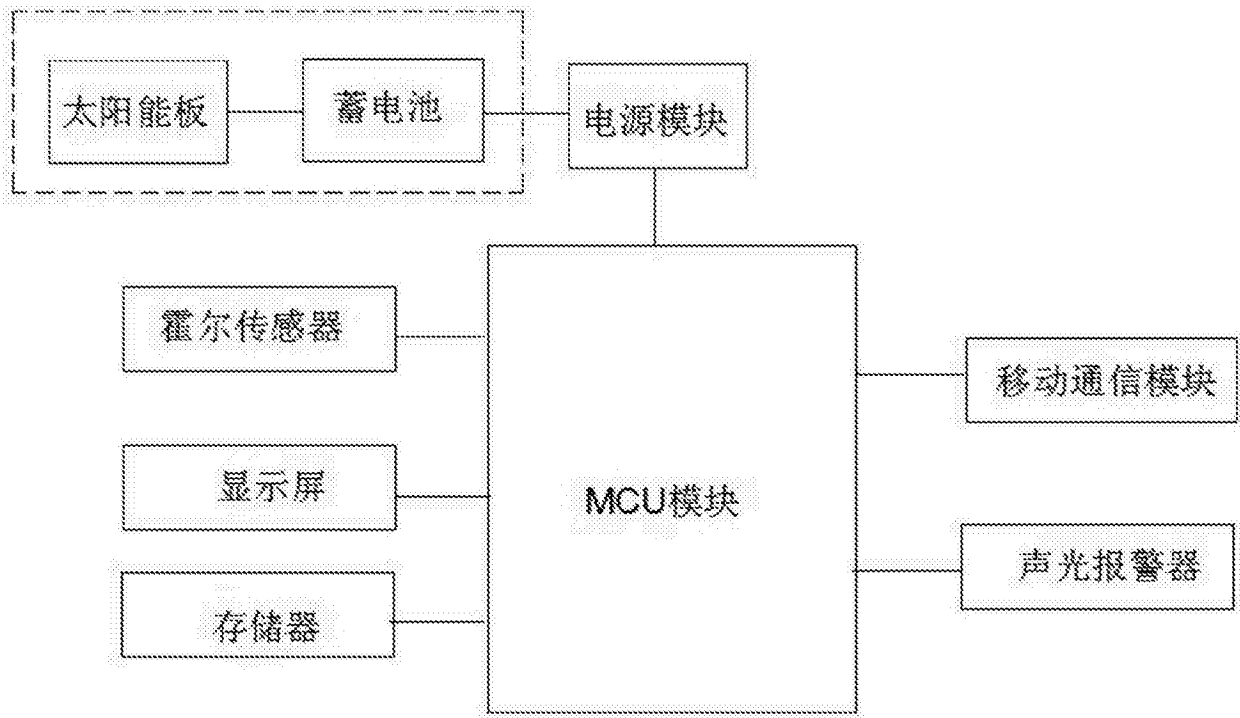 太阳能板
蓄电池
电源模块
霍尔传感器
移动通信模块
显示屏
MCU模块
声光报警器
存储器